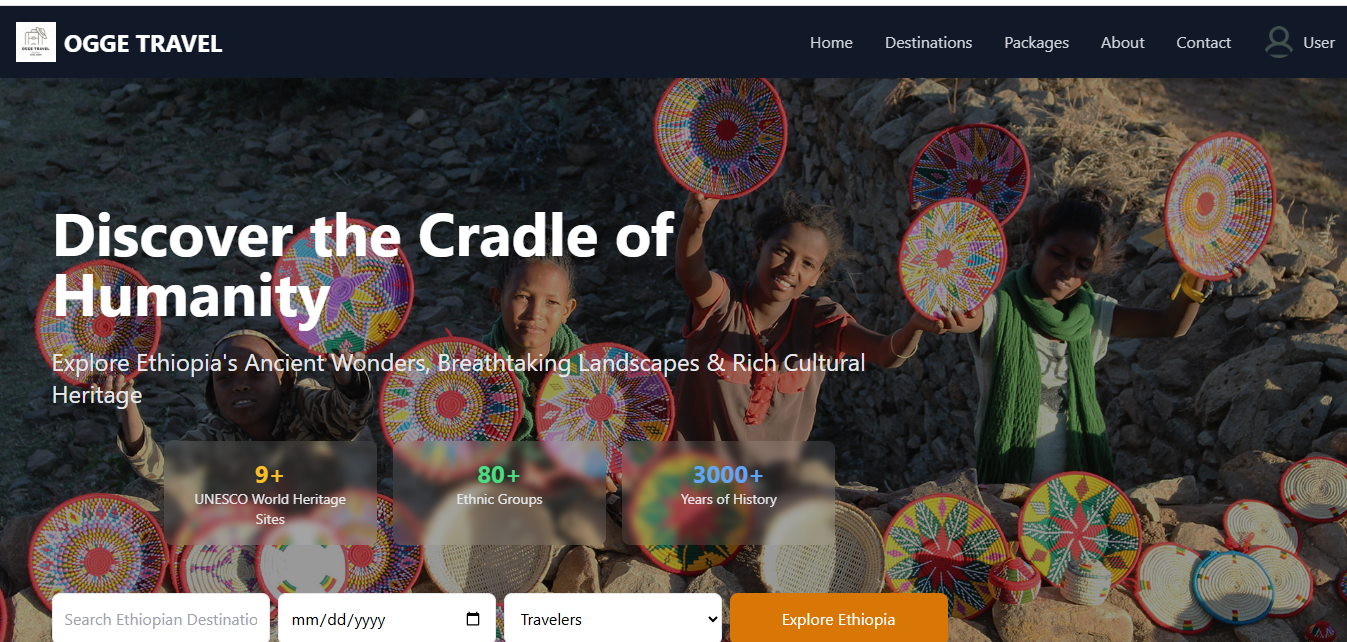 OGGE TRAVEL
OGGE TRAVEL
Home
Destinations
Packages
About
Contact
User
Discover the Cradle of
Humanity
Explore Ethiopia's Ancient Wonders, Breathtaking Landscapes & Rich Cultural
Heritage
9+
UNESCO World Heritage
Sites
80+
Ethnic Groups
3000+
Years of History
Search Ethiopian Destinatio
mm/dd/yyyy
Travelers
Explore Ethiopia